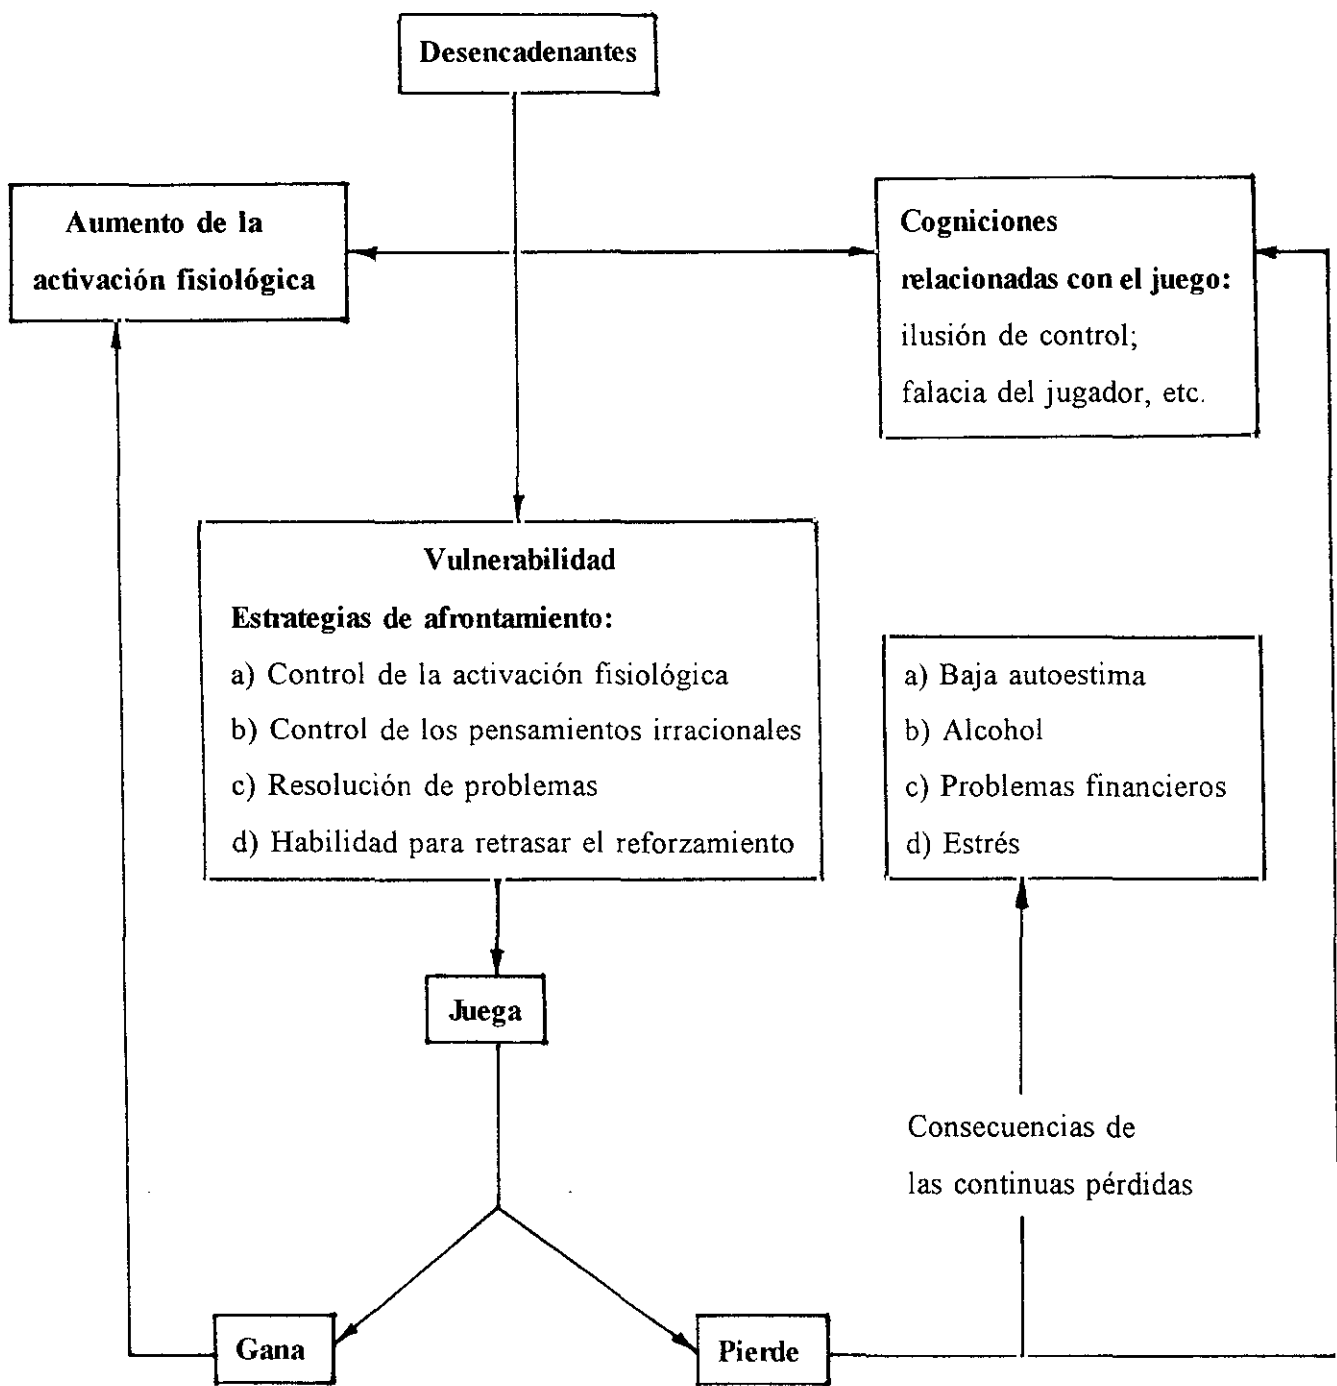 Desencadenantes
Aumento de la
activación fisiológica
Cogniciones
relacionadas con el juego:
ilusión de control;
falacia del jugador, etc.
Vulnerabilidad
Estrategias de afrontamiento:
a) Control de la activación fisiológica
b) Control de los pensamientos irracionales
c) Resolución de problemas
d) Habilidad para retrasar el reforzamiento
a) Baja autoestima
b) Alcohol
c) Problemas financieros
d) Estrés
Juega
Consecuencias de
las continuas pérdidas
Gana
Pierde